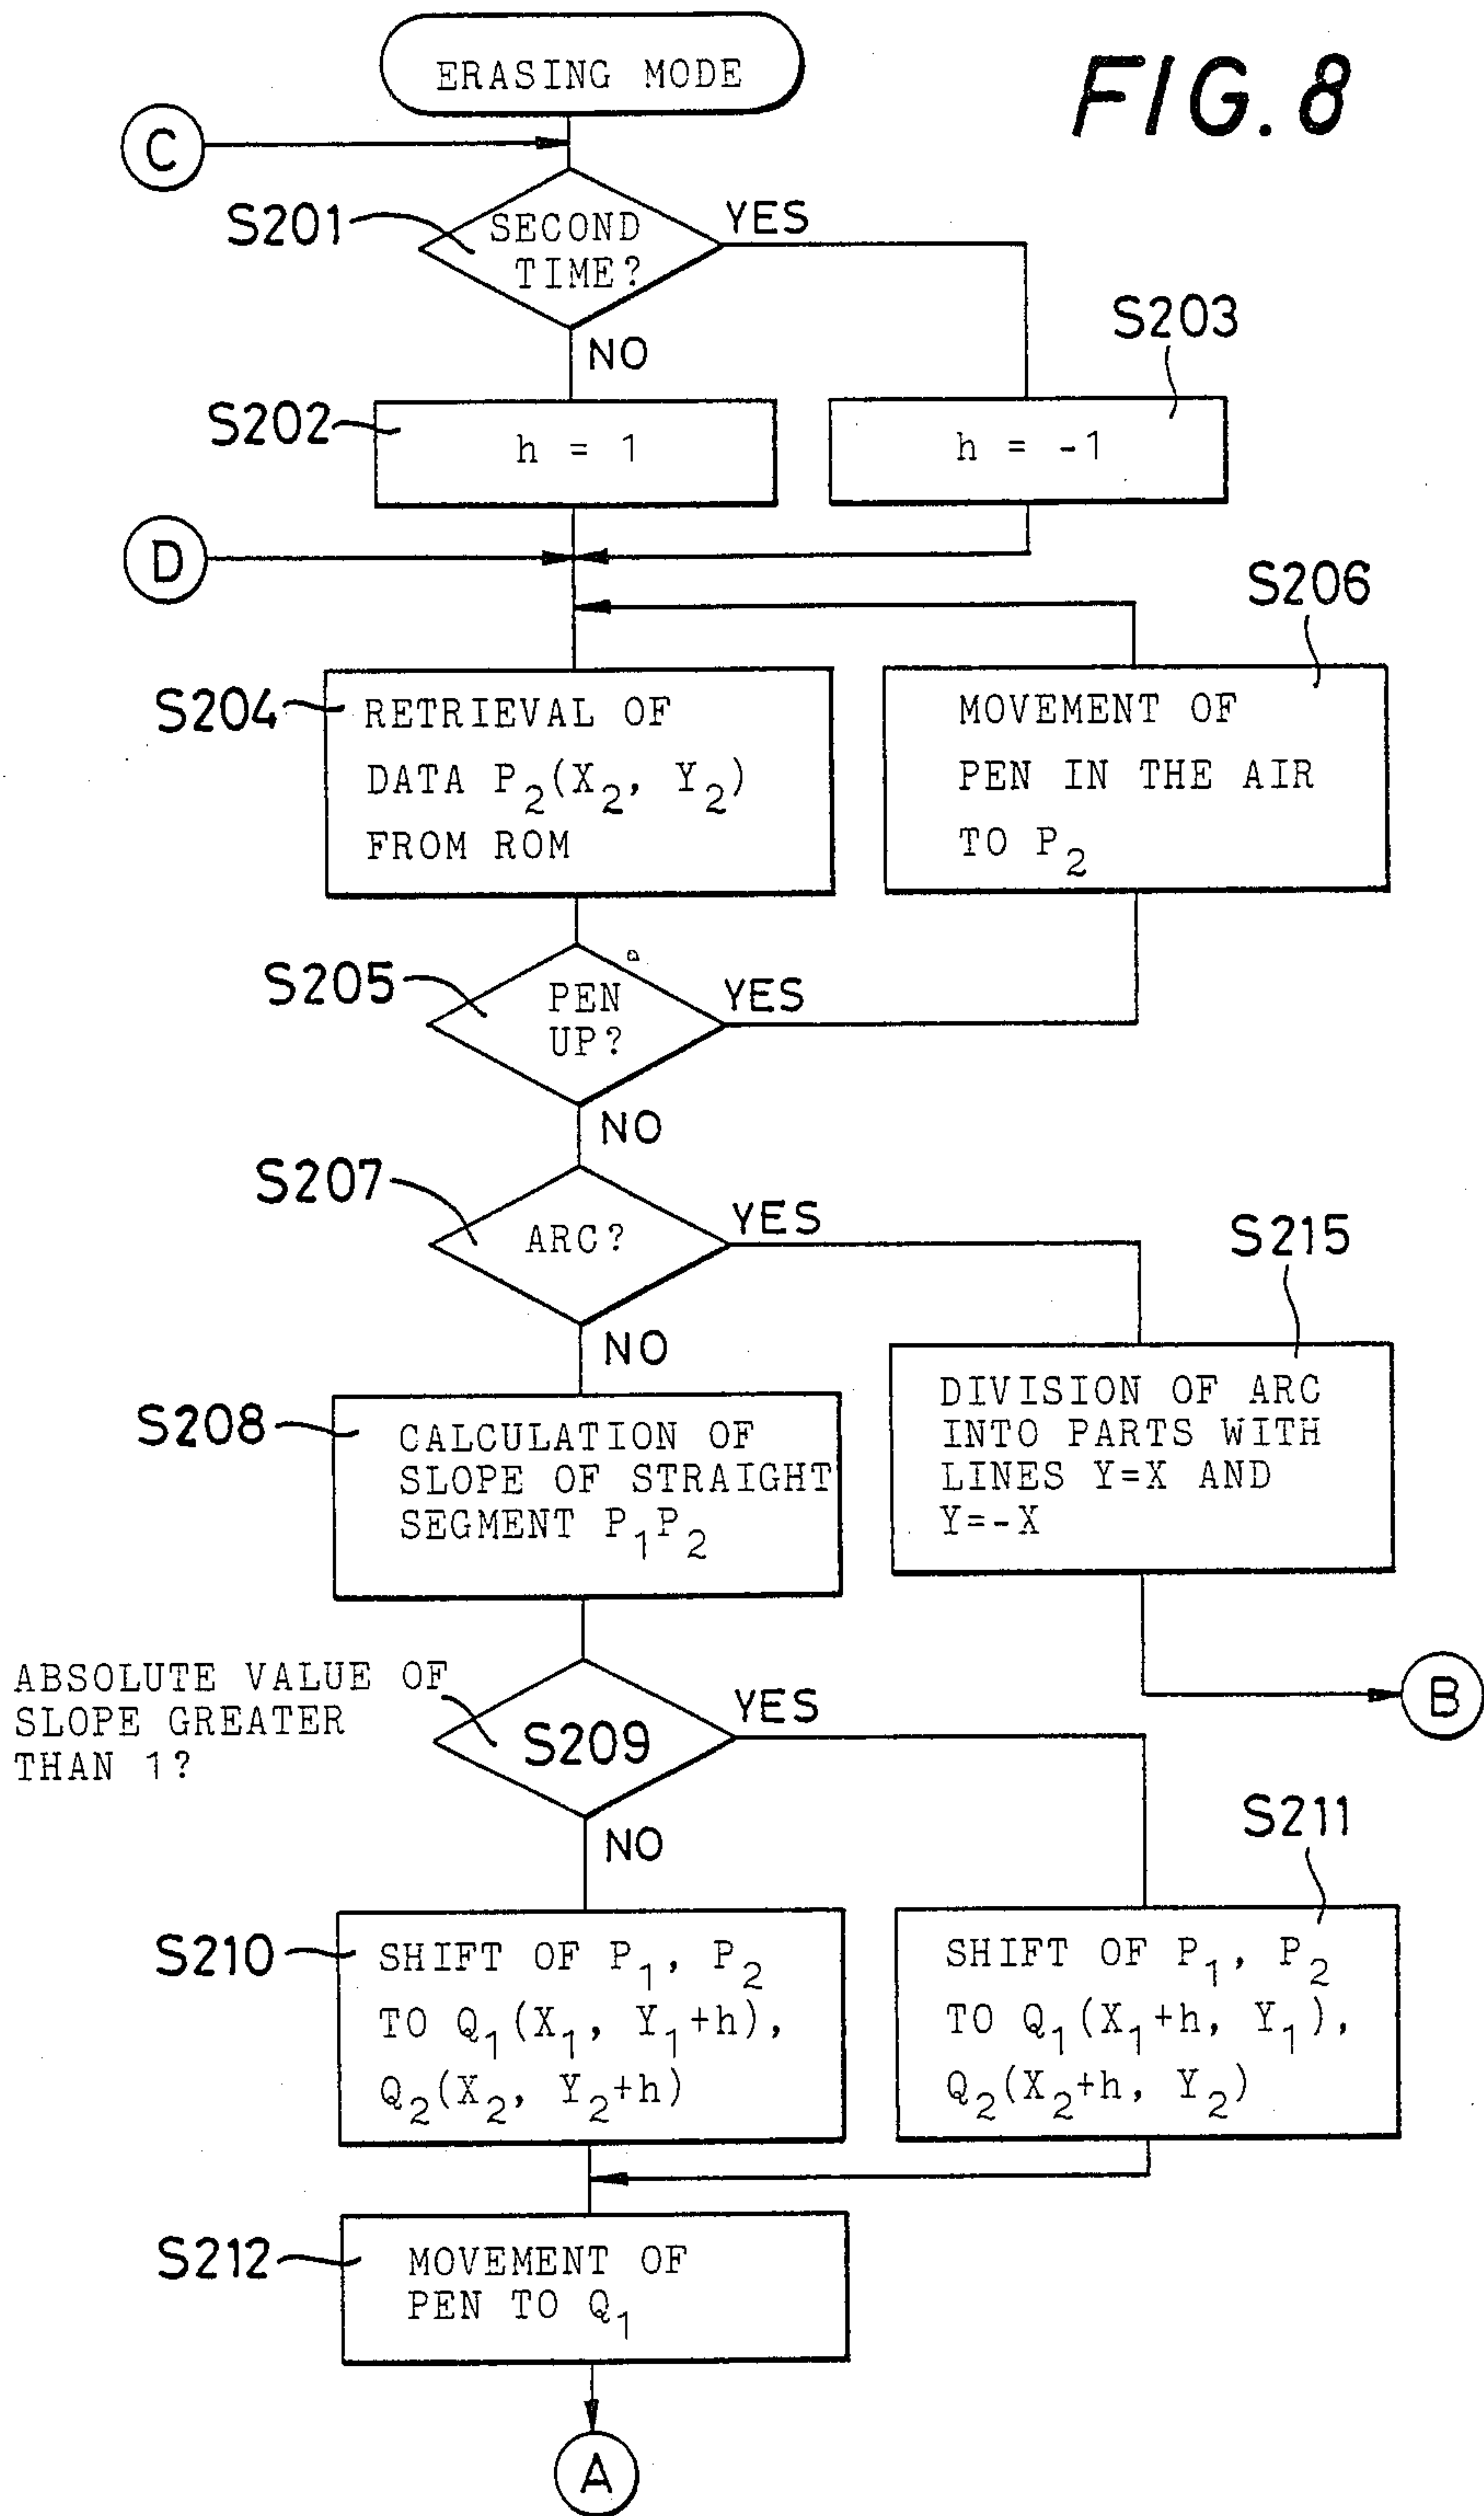 FIG. 8
ERASING MODE
C
S201
SECOND
TIME?
YES
NO
S202
h = 1
S203
h = -1
D
S204
RETRIEVAL OF
DATA P₂(X₂, Y₂)
FROM ROM
S206
MOVEMENT OF
PEN IN THE AIR
TO P₂
S205
PEN
UP?
YES
NO
S207
ARC?
YES
NO
S215
DIVISION OF ARC
INTO PARTS WITH
LINES Y=X AND
Y=-X
B
S208
CALCULATION OF
SLOPE OF STRAIGHT
SEGMENT P₁P₂
ABSOLUTE VALUE OF
SLOPE GREATER
THAN 1?
S209
YES
NO
S210
SHIFT OF P₁, P₂
TO Q₁(X₁, Y₁+h),
Q₂(X₂, Y₂+h)
S211
SHIFT OF P₁, P₂
TO Q₁(X₁+h, Y₁),
Q₂(X₂+h, Y₂)
S212
MOVEMENT OF
PEN TO Q₁
A